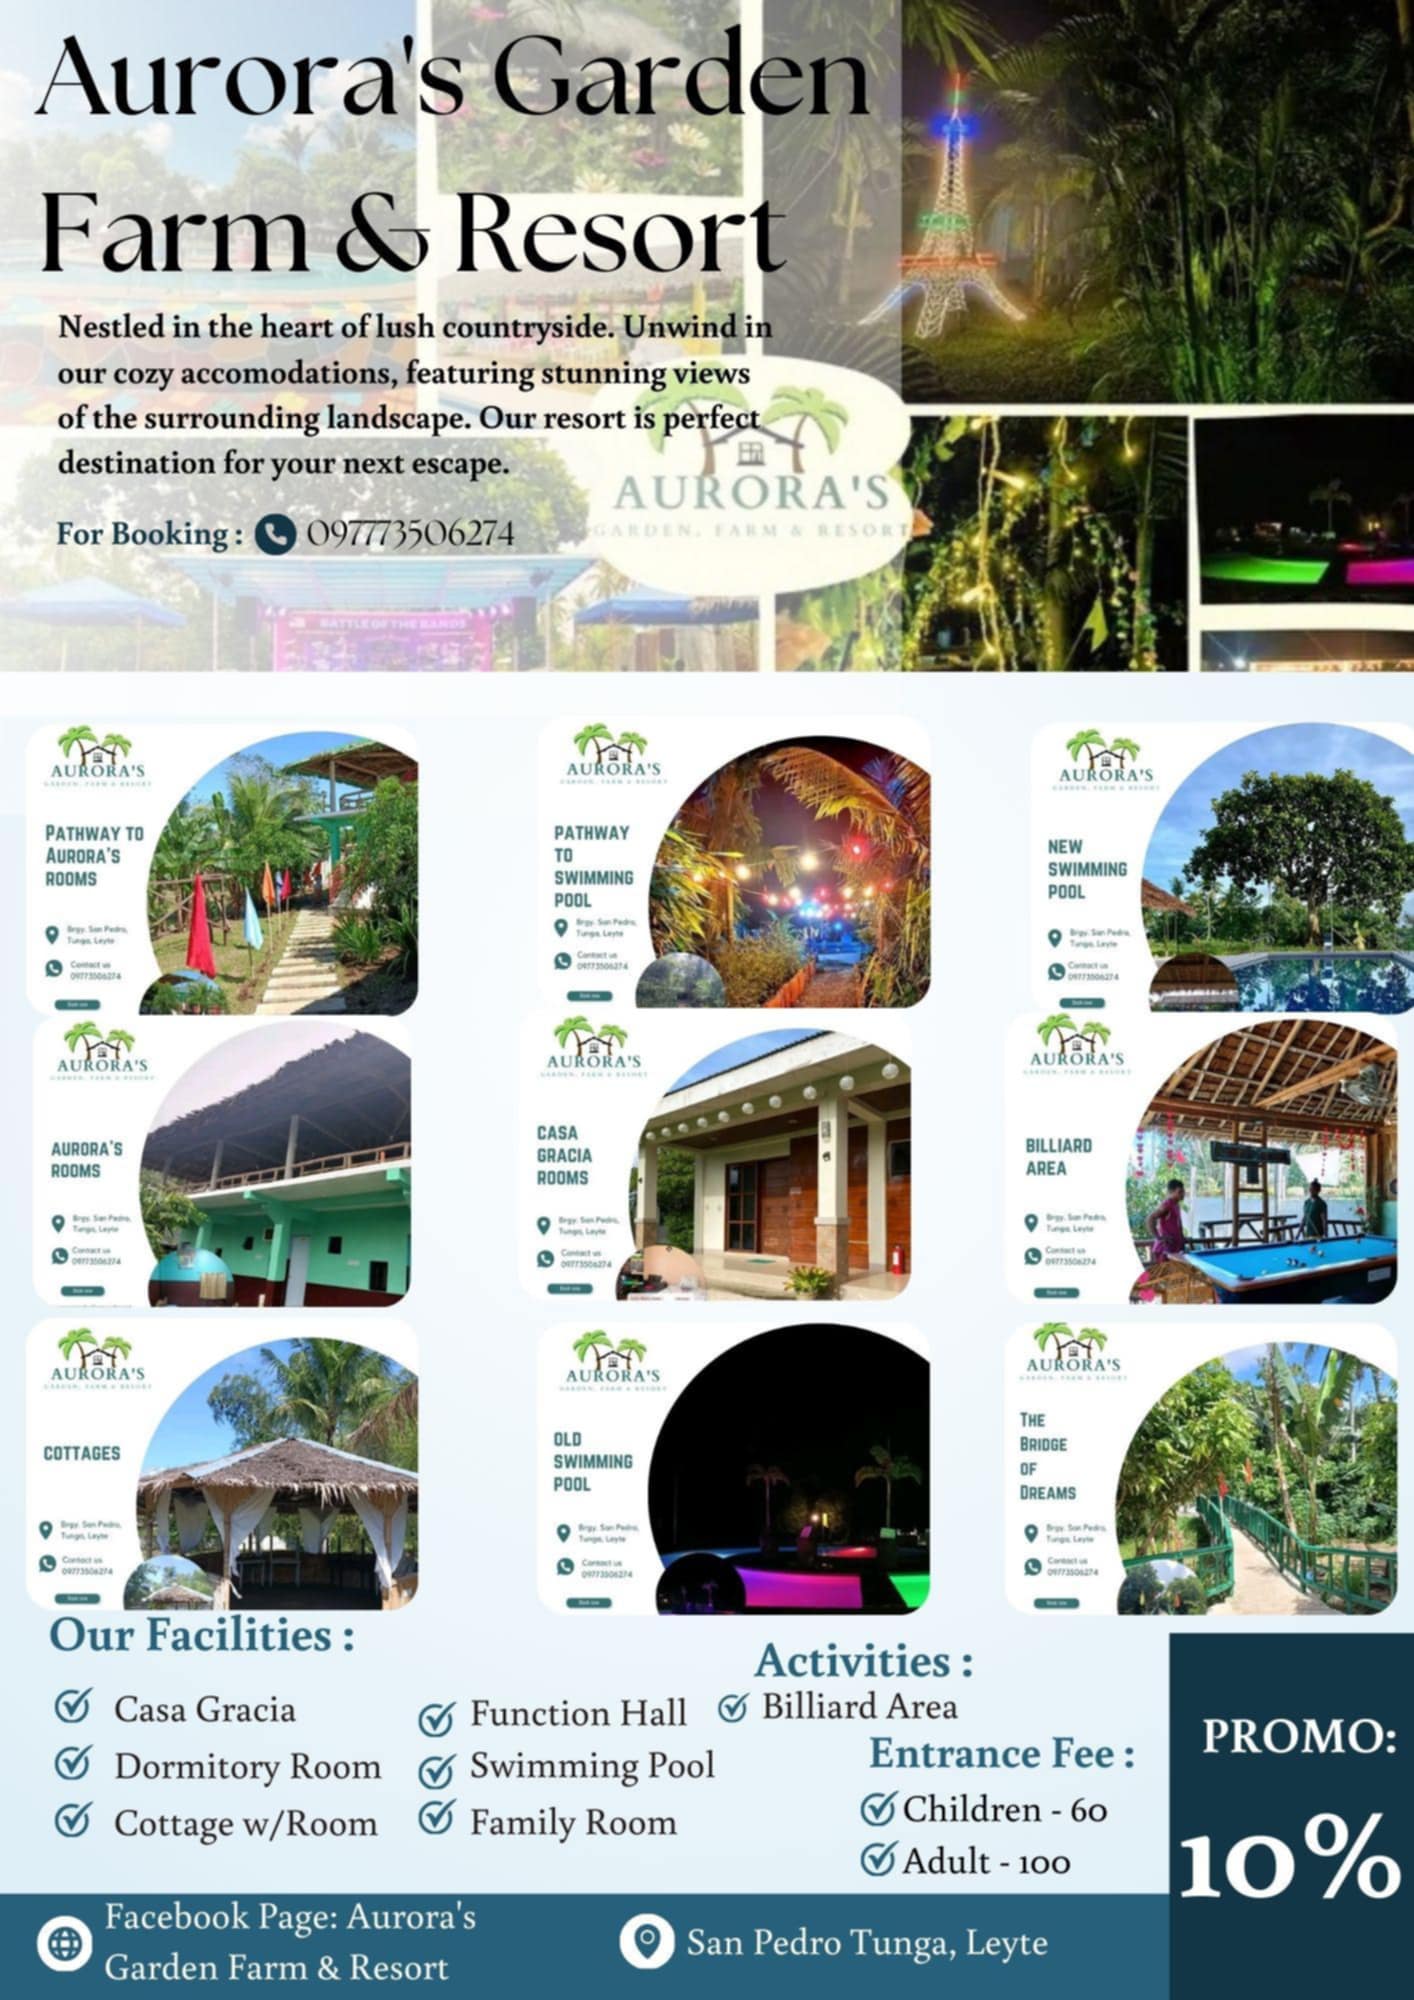 Aurora's Garden
Farm & Resort
Nestled in the heart of lush countryside. Unwind in
our cozy accomodations, featuring stunning views
of the surrounding landscape. Our resort is perfect
destination for your next escape.
For Booking : 097773506274
AURORA'S
GARDEN, FARM & RESORT
BATTLE OF THE BANDS
AURORA'S
GARDEN, FARM & RESORT
PATHWAY TO
AURORA'S
ROOMS
Brgy. San Pedro,
Tunga, Leyte
Contact us
09773506274
Book now
AURORA'S
GARDEN, FARM & RESORT
PATHWAY
TO
SWIMMING
POOL
Brgy. San Pedro,
Tunga, Leyte
Contact us
09773506274
Book now
AURORA'S
GARDEN, FARM & RESORT
NEW
SWIMMING
POOL
Brgy. San Pedro,
Tunga, Leyte
Contact us
09773506274
Book now
AURORA'S
GARDEN, FARM & RESORT
AURORA'S
ROOMS
Brgy. San Pedro,
Tunga, Leyte
Contact us
09773506274
Book now
AURORA'S
GARDEN, FARM & RESORT
CASA
GRACIA
ROOMS
Brgy. San Pedro,
Tunga, Leyte
Contact us
09773506274
Book now
AURORA'S
GARDEN, FARM & RESORT
BILLIARD
AREA
Brgy. San Pedro,
Tunga, Leyte
Contact us
09773506274
Book now
AURORA'S
GARDEN, FARM & RESORT
COTTAGES
Brgy. San Pedro,
Tunga, Leyte
Contact us
09773506274
Book now
AURORA'S
GARDEN, FARM & RESORT
OLD
SWIMMING
POOL
Brgy. San Pedro,
Tunga, Leyte
Contact us
09773506274
Book now
AURORA'S
GARDEN, FARM & RESORT
THE
BRIDGE
OF
DREAMS
Brgy. San Pedro,
Tunga, Leyte
Contact us
09773506274
Book now
Our Facilities :
Casa Gracia
Dormitory Room
Cottage w/Room
Function Hall
Swimming Pool
Family Room
Activities :
Billiard Area
Entrance Fee :
Children - 60
Adult - 100
PROMO:
10%
Facebook Page: Aurora's
Garden Farm & Resort
San Pedro Tunga, Leyte